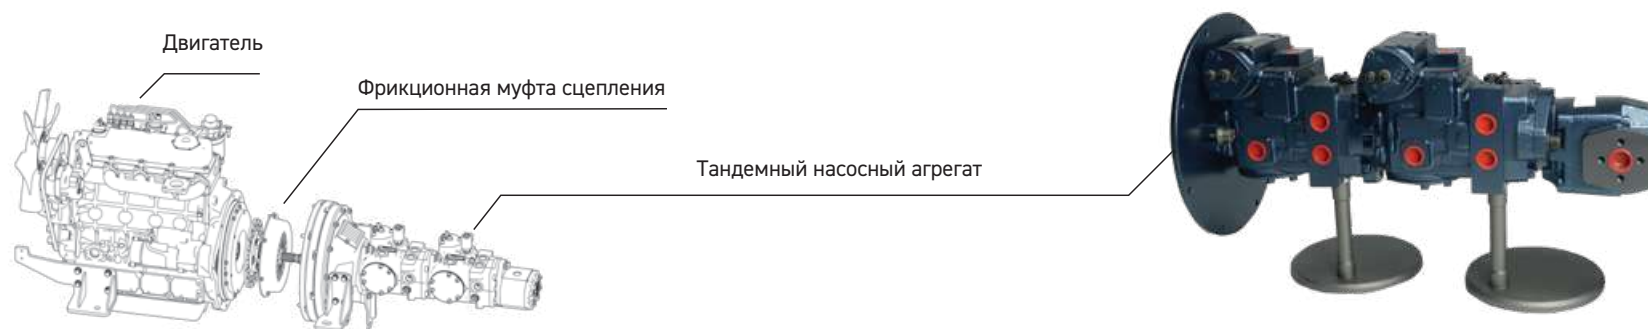 Двигатель
Фрикционная муфта сцепления
Тандемный насосный агрегат